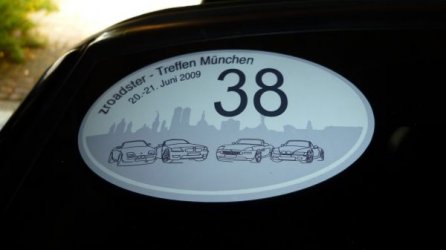 zroadster - Treffen München
20.-21. Juni 2009
38